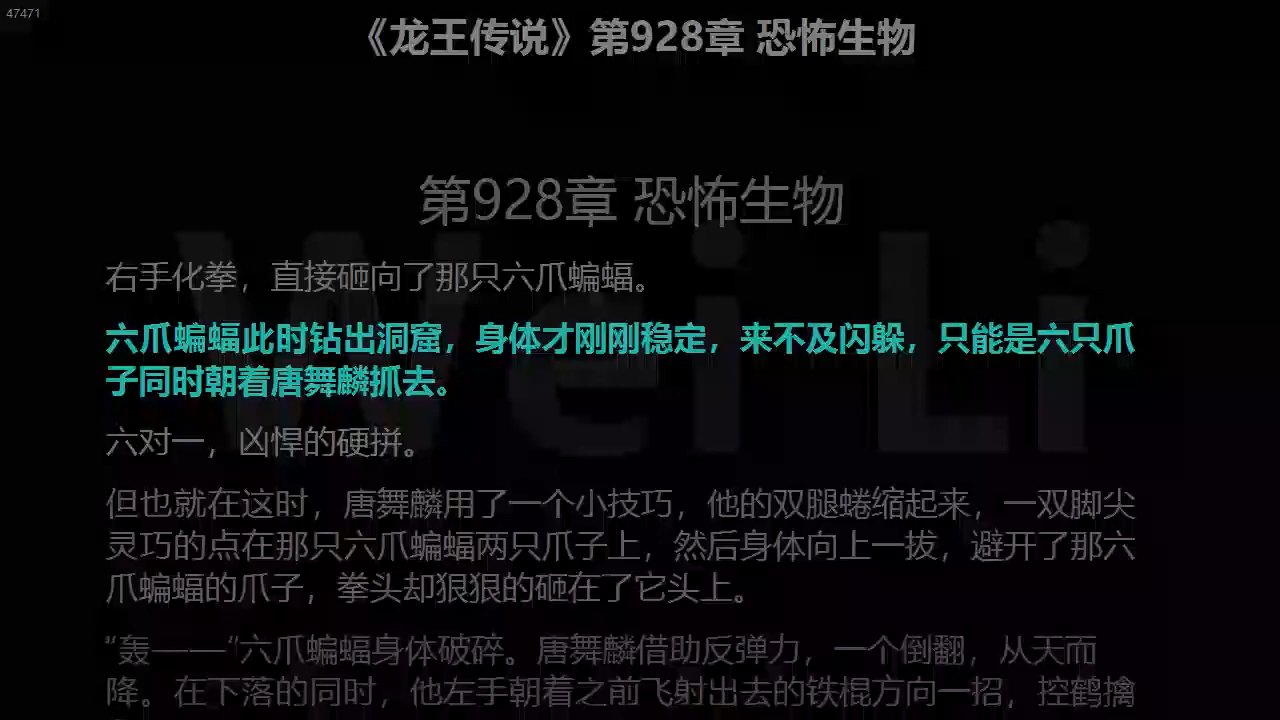 47471
《龙王传说》第928章 恐怖生物
第928章 恐怖生物
Wei Li
右手化拳，直接砸向了那只六爪蝙蝠。
六爪蝙蝠此时钻出洞窟，身体才刚刚稳定，来不及闪躲，只能是六只爪
子同时朝着唐舞麟抓去。
六对一，凶悍的硬拼。
但也就在这时，唐舞麟用了一个小技巧，他的双腿蜷缩起来，一双脚尖
灵巧的点在那只六爪蝙蝠两只爪子上，然后身体向上一拔，避开了那六
爪蝙蝠的爪子，拳头却狠狠的砸在了它头上。
“轰——”六爪蝙蝠身体破碎。唐舞麟借助反弹力，一个倒翻，从天而
降。在下落的同时，他左手朝着之前飞射出去的铁棍方向一招，控鹤擒